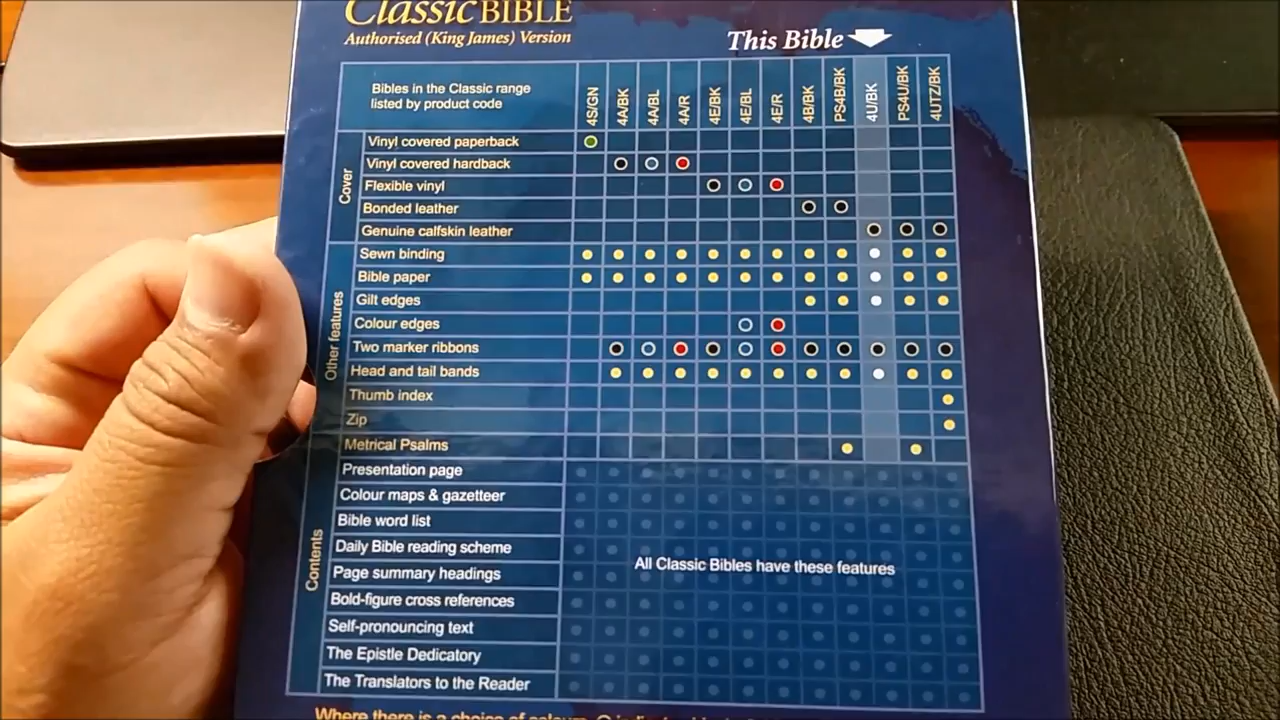 Classic BIBLE
Authorised (King James) Version
This Bible
Bibles in the Classic range
listed by product code
4S/GN
4A/BK
4A/BL
4A/R
4E/BK
4E/BL
4E/R
4B/BK
PS4B/BK
4U/BK
PS4U/BK
4UTZ/BK
Cover
Vinyl covered paperback
Vinyl covered hardback
Flexible vinyl
Bonded leather
Genuine calfskin leather
Other features
Sewn binding
Bible paper
Gilt edges
Colour edges
Two marker ribbons
Head and tail bands
Thumb index
Zip
Metrical Psalms
Contents
Presentation page
Colour maps & gazetteer
Bible word list
Daily Bible reading scheme
Page summary headings
Bold-figure cross references
Self-pronouncing text
The Epistle Dedicatory
The Translators to the Reader
All Classic Bibles have these features
Where there is a choice of colours,